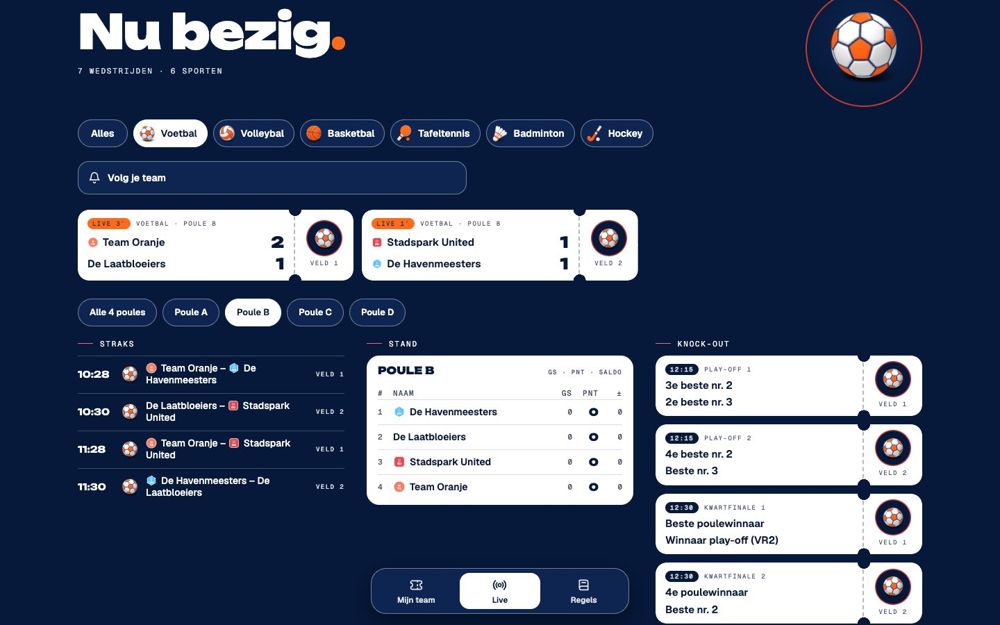 Nu bezig.
7 WEDSTRIJDEN · 6 SPORTEN
Alles
Voetbal
Volleybal
Basketbal
Tafeltennis
Badminton
Hockey
Volg je team
LIVE 3' VOETBAL · POULE B
Team Oranje 2
De Laatbloeiers 1
VELD 1
LIVE 1' VOETBAL · POULE B
Stadspark United 1
De Havenmeesters 1
VELD 2
Alle 4 poules
Poule A
Poule B
Poule C
Poule D
STRAKS
10:28 Team Oranje – De Havenmeesters VELD 1
10:30 De Laatbloeiers – Stadspark United VELD 2
11:28 Team Oranje – Stadspark United VELD 1
11:30 De Havenmeesters – De Laatbloeiers VELD 2
STAND
POULE B GS · PNT · SALDO
# NAAM GS PNT ±
1 De Havenmeesters 0 0 0
2 De Laatbloeiers 0 0 0
3 Stadspark United 0 0 0
4 Team Oranje 0 0 0
KNOCK-OUT
12:15 PLAY-OFF 1
3e beste nr. 2
2e beste nr. 3
VELD 1
12:15 PLAY-OFF 2
4e beste nr. 2
Beste nr. 3
VELD 2
12:30 KWARTFINALE 1
Beste poulewinnaar
Winnaar play-off (VR2)
VELD 1
12:30 KWARTFINALE 2
4e poulewinnaar
Beste nr. 2
VELD 2
Mijn team
Live
Regels